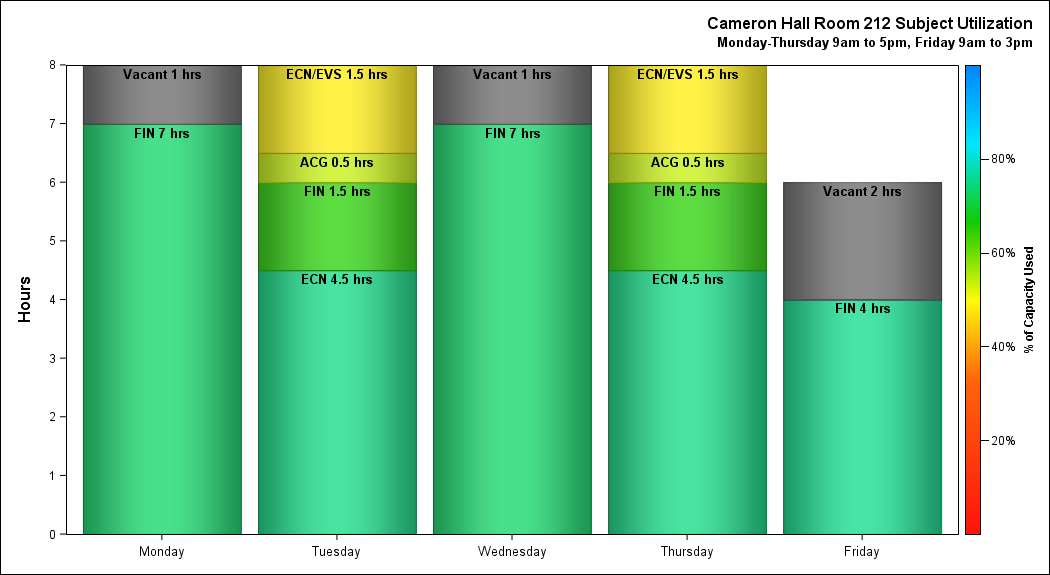 Cameron Hall Room 212 Subject Utilization
Monday-Thursday 9am to 5pm, Friday 9am to 3pm
Hours
8
7
6
5
4
3
2
1
0
Vacant 1 hrs
FIN 7 hrs
ECN/EVS 1.5 hrs
ACG 0.5 hrs
FIN 1.5 hrs
ECN 4.5 hrs
Vacant 1 hrs
FIN 7 hrs
ECN/EVS 1.5 hrs
ACG 0.5 hrs
FIN 1.5 hrs
ECN 4.5 hrs
Vacant 2 hrs
FIN 4 hrs
Monday
Tuesday
Wednesday
Thursday
Friday
80%
60%
40%
20%
% of Capacity Used